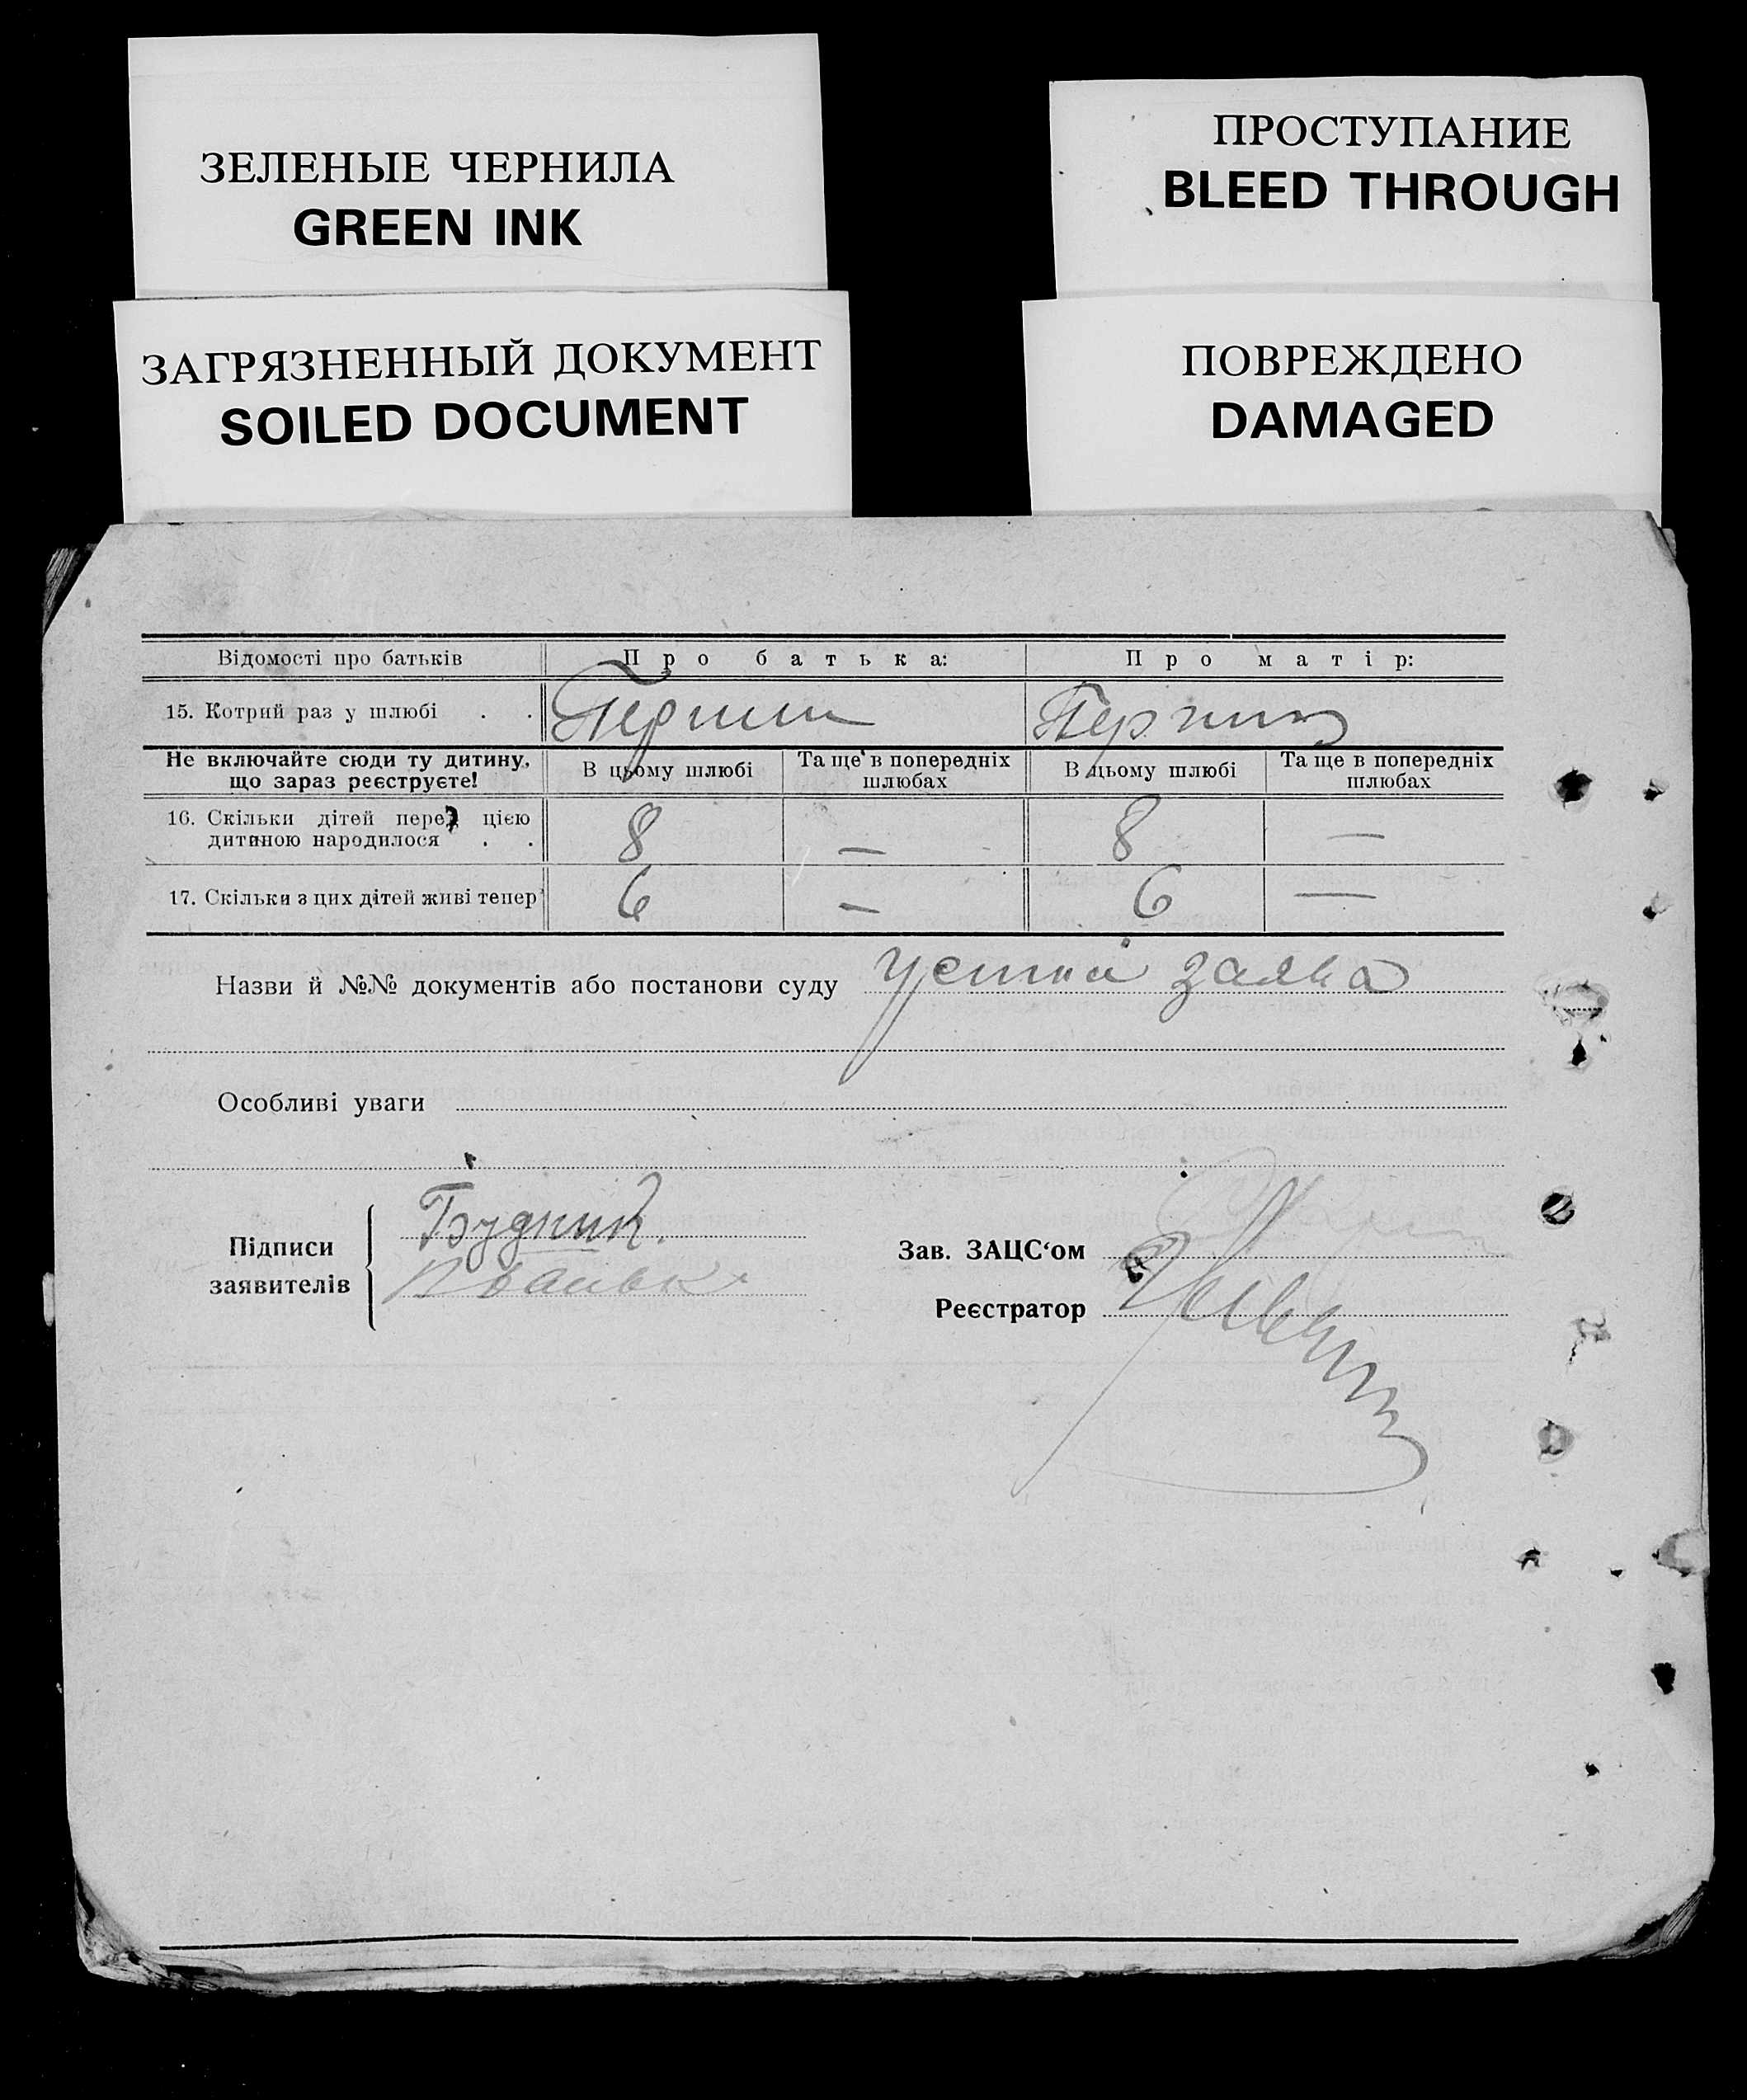 ЗЕЛЕНЫЕ ЧЕРНИЛА
GREEN INK
ПРОСТУПАНИЕ
BLEED THROUGH
ЗАГРЯЗНЕННЫЙ ДОКУМЕНТ
SOILED DOCUMENT
ПОВРЕЖДЕНО
DAMAGED
Відомості про батьків Про батька: Про матір:
15. Котрий раз у шлюбі . .
Не включайте сюди ту дитину, що зараз реєструєте! В цьому шлюбі Та ще в попередніх шлюбах В цьому шлюбі Та ще в попередніх шлюбах
16. Скільки дітей перед цією дитиною народилося . . 8 — 8 —
17. Скільки з цих дітей живі тепер 6 — 6 —
Назви й №№ документів або постанови суду устна заява
Особливі уваги
Підписи заявителів
Будник.
Зав. ЗАЦС‘ом
Реєстратор